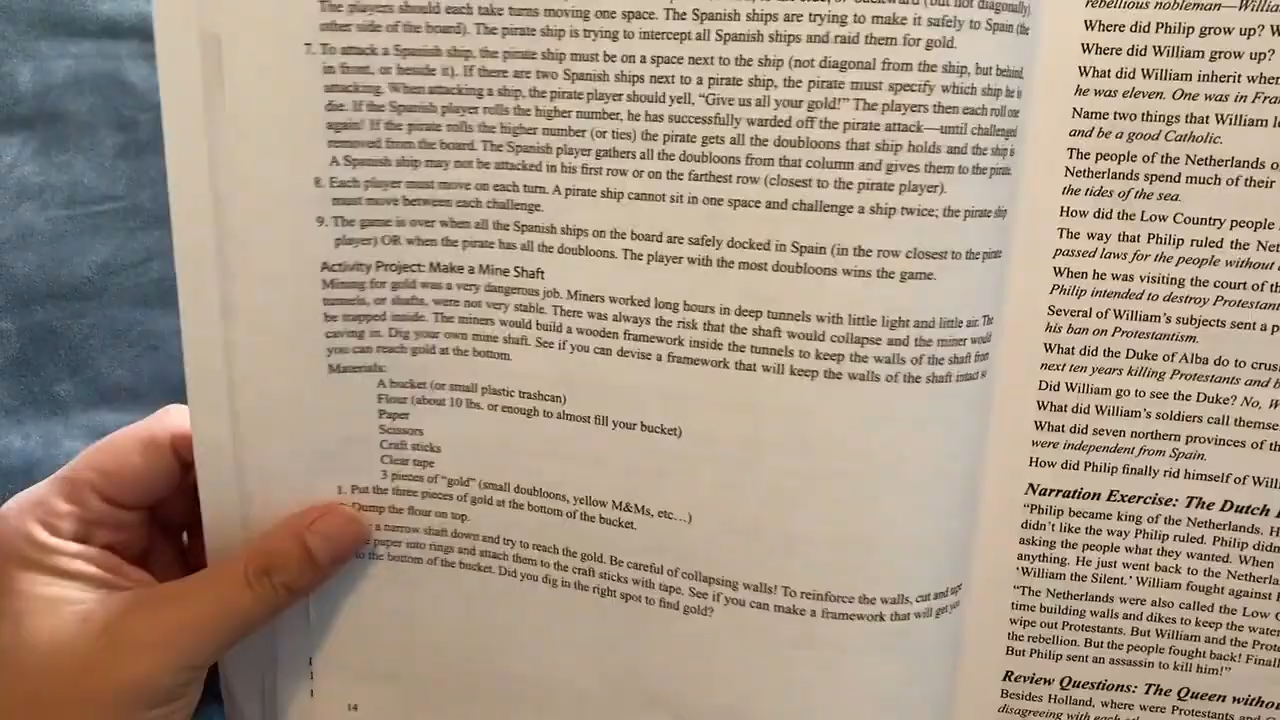 backward (but not diagonally).
The players should each take turns moving one space. The Spanish ships are trying to make it safely to Spain (the
other side of the board). The pirate ship is trying to intercept all Spanish ships and raid them for gold.
7. To attack a Spanish ship, the pirate ship must be on a space next to the ship (not diagonal from the ship, but behind,
in front, or beside it). If there are two Spanish ships next to a pirate ship, the pirate must specify which ship he is
attacking. When attacking a ship, the pirate player should yell, “Give us all your gold!” The players then each roll one
die. If the Spanish player rolls the higher number, he has successfully warded off the pirate attack—until challenged
again! If the pirate rolls the higher number (or ties) the pirate gets all the doubloons that ship holds and the ship is
removed from the board. The Spanish player gathers all the doubloons from that column and gives them to the pirate.
A Spanish ship may not be attacked in his first row or on the farthest row (closest to the pirate player).
8. Each player must move on each turn. A pirate ship cannot sit in one space and challenge a ship twice; the pirate ship
must move between each challenge.
9. The game is over when all the Spanish ships on the board are safely docked in Spain (in the row closest to the pirate
player) OR when the pirate has all the doubloons. The player with the most doubloons wins the game.
Activity Project: Make a Mine Shaft
Mining for gold was a very dangerous job. Miners worked long hours in deep tunnels with little light and little air. The
tunnels, or shafts, were not very stable. There was always the risk that the shaft would collapse and the miner would
be trapped inside. The miners would build a wooden framework inside the tunnels to keep the walls of the shaft from
caving in. Dig your own mine shaft. See if you can devise a framework that will keep the walls of the shaft intact so
you can reach gold at the bottom.
Materials:
A bucket (or small plastic trashcan)
Flour (about 10 lbs. or enough to almost fill your bucket)
Paper
Scissors
Craft sticks
Clear tape
3 pieces of “gold” (small doubloons, yellow M&Ms, etc...)
1. Put the three pieces of gold at the bottom of the bucket.
Dump the flour on top.
a narrow shaft down and try to reach the gold. Be careful of collapsing walls! To reinforce the walls, cut and tape
paper into rings and attach them to the craft sticks with tape. See if you can make a framework that will get you
to the bottom of the bucket. Did you dig in the right spot to find gold?
14
rebellious nobleman—
Where did Philip grow up?
Where did William grow up?
What did William inherit
he was eleven. One was in
Name two things that William
and be a good Catholic.
The people of the Netherlands
Netherlands spend much of their
the tides of the sea.
How did the Low Country people
The way that Philip ruled the
passed laws for the people without
When he was visiting the court of
Philip intended to destroy
Several of William's subjects sent a
his ban on Protestantism.
What did the Duke of Alba do to
next ten years killing Protestants and
Did William go to see the Duke? No,
What did William's soldiers call
What did seven northern provinces of
were independent from Spain.
How did Philip finally rid himself of
Narration Exercise: The Dutch
“Philip became king of the Netherlands.
didn't like the way Philip ruled. Philip
asking the people what they wanted. When
anything. He just went back to the
‘William the Silent.’ William fought against
“The Netherlands were also called the Low
time building walls and dikes to keep the
wipe out Protestants. But William and the
the rebellion. But the people fought back!
But Philip sent an assassin to kill him!”
Review Questions: The Queen
Besides Holland, where were Protestants
disagreeing with